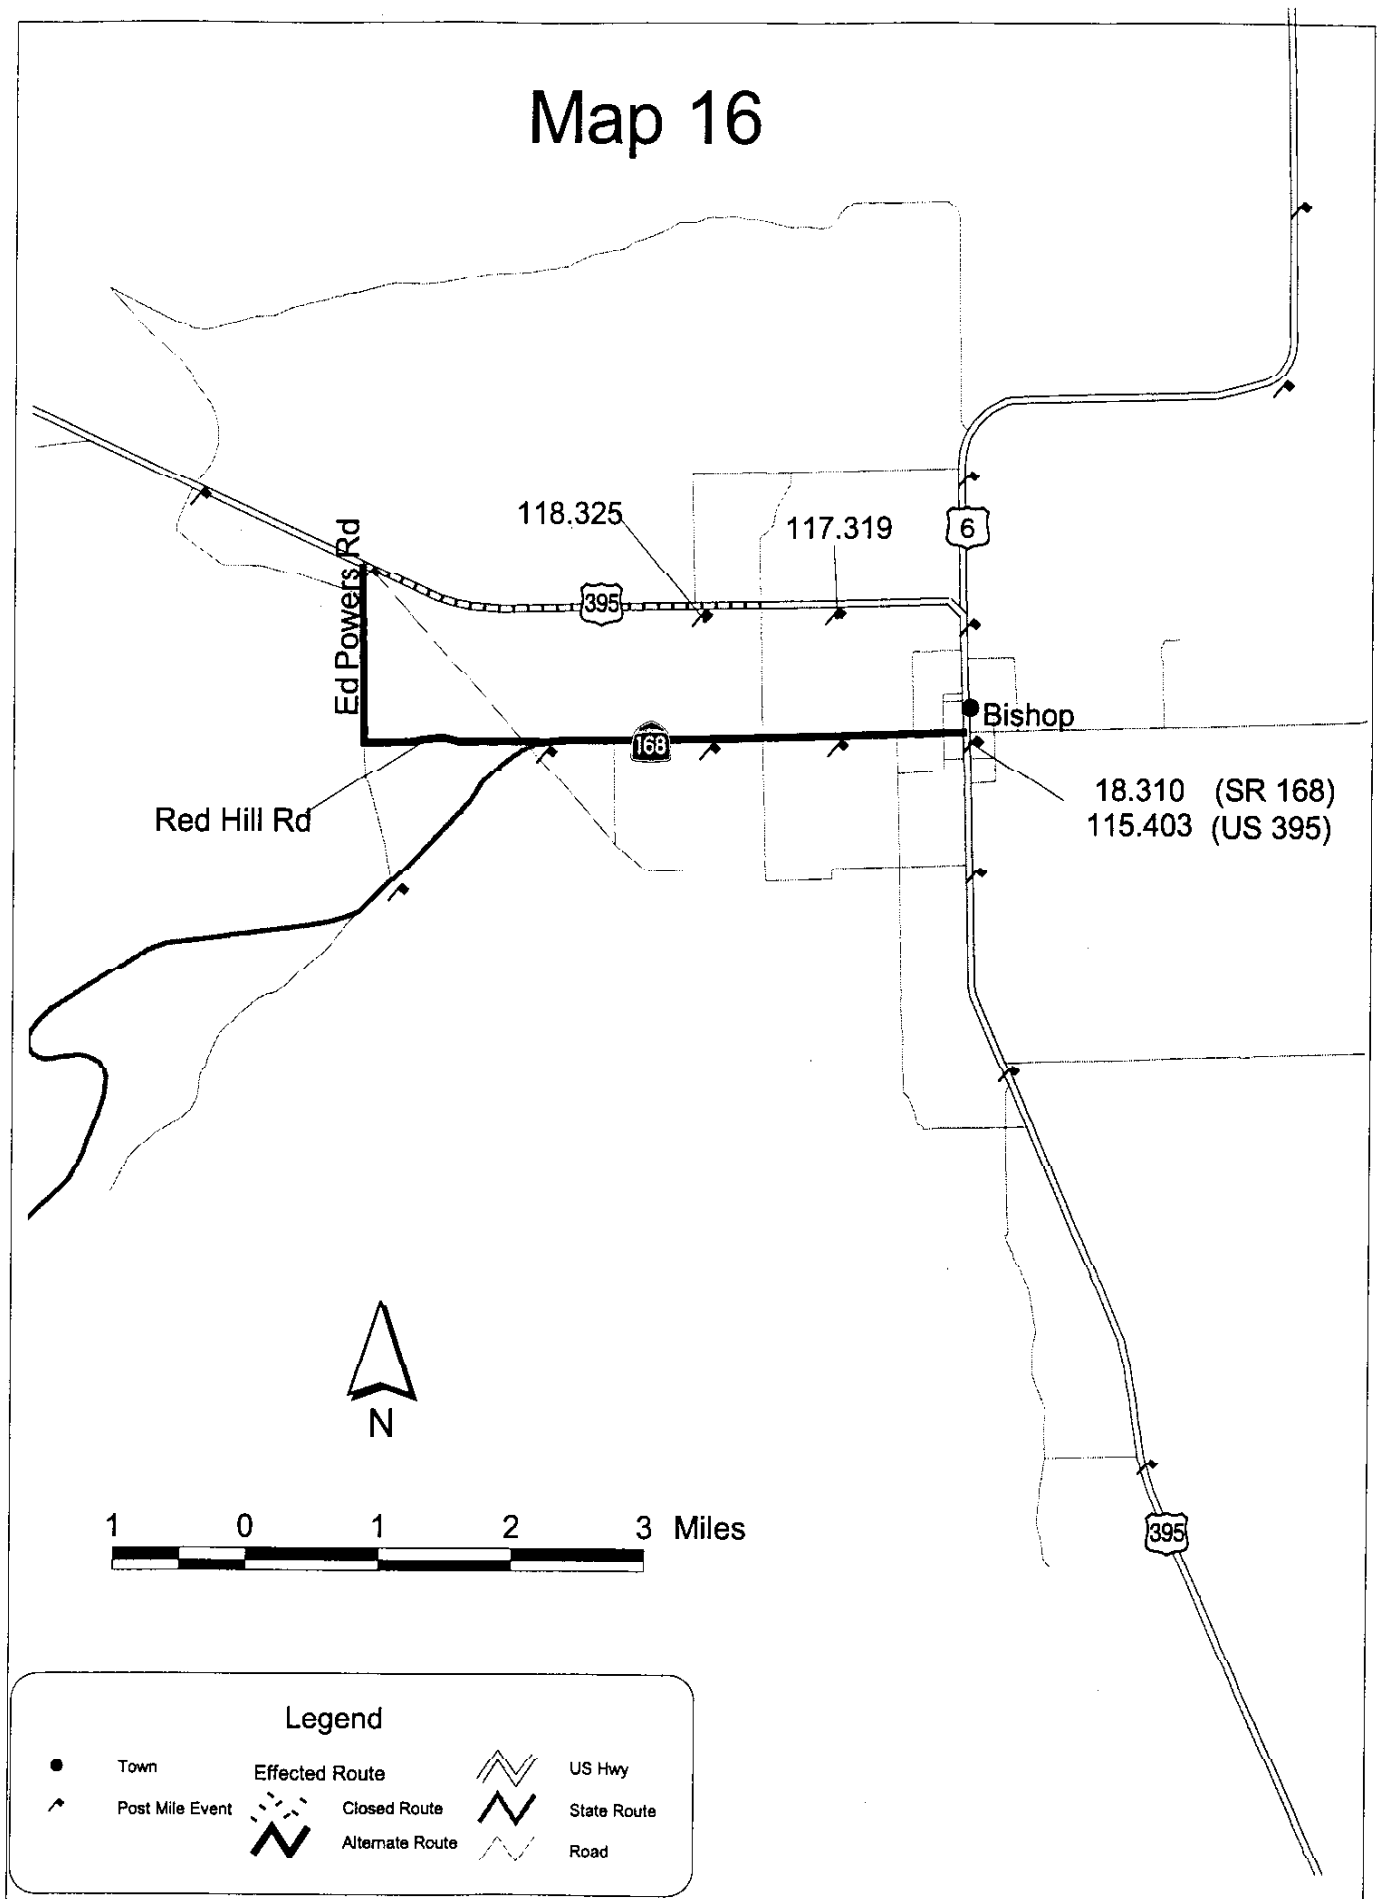 Map 16
118.325
117.319
6
395
Ed Powers Rd
168
Bishop
18.310 (SR 168)
115.403 (US 395)
Red Hill Rd
N
1 0 1 2 3 Miles
395
Legend
Town
Post Mile Event
Effected Route
Closed Route
Alternate Route
US Hwy
State Route
Road